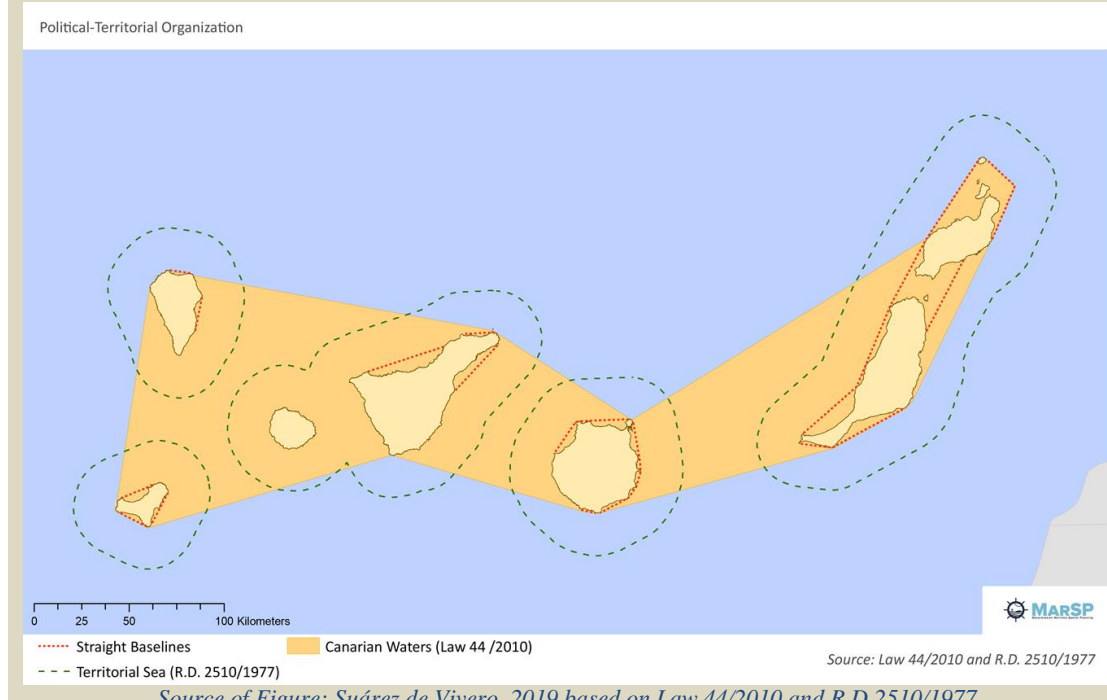 Political-Territorial Organization
0 25 50 100 Kilometers
Straight Baselines
Canarian Waters (Law 44 /2010)
Territorial Sea (R.D. 2510/1977)
MARSP
Source: Law 44/2010 and R.D. 2510/1977
Source of Figure: Suárez de Vivero, 2019 based on Law 44/2010 and R.D 2510/1977